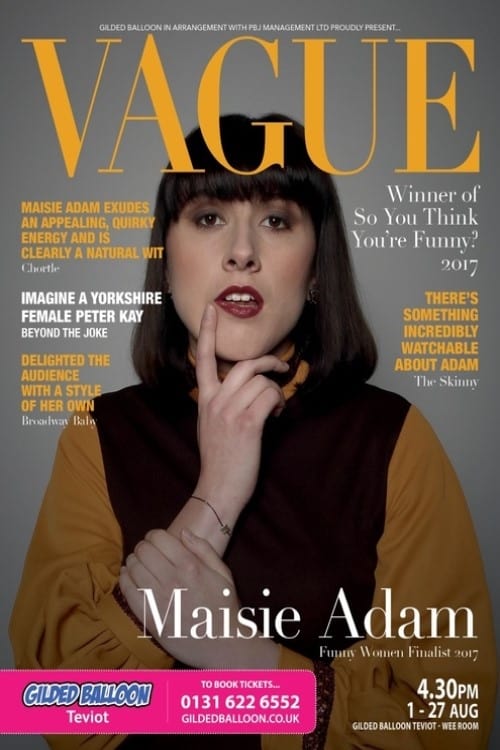 GILDED BALLOON IN ARRANGEMENT WITH PBJ MANAGEMENT LTD PROUDLY PRESENT...
VAGUE
MAISIE ADAM EXUDES
AN APPEALING, QUIRKY
ENERGY AND IS
CLEARLY A NATURAL WIT
Chortle
IMAGINE A YORKSHIRE
FEMALE PETER KAY
BEYOND THE JOKE
DELIGHTED THE
AUDIENCE
WITH A STYLE
OF HER OWN
Broadway Baby
Winner of
So You Think
You're Funny?
2017
THERE'S
SOMETHING
INCREDIBLY
WATCHABLE
ABOUT ADAM
The Skinny
Maisie Adam
Funny Women Finalist 2017
GILDED BALLOON
Teviot
TO BOOK TICKETS...
0131 622 6552
GILDEDBALLOON.CO.UK
4.30PM
1 - 27 AUG
GILDED BALLOON TEVIOT - WEE ROOM